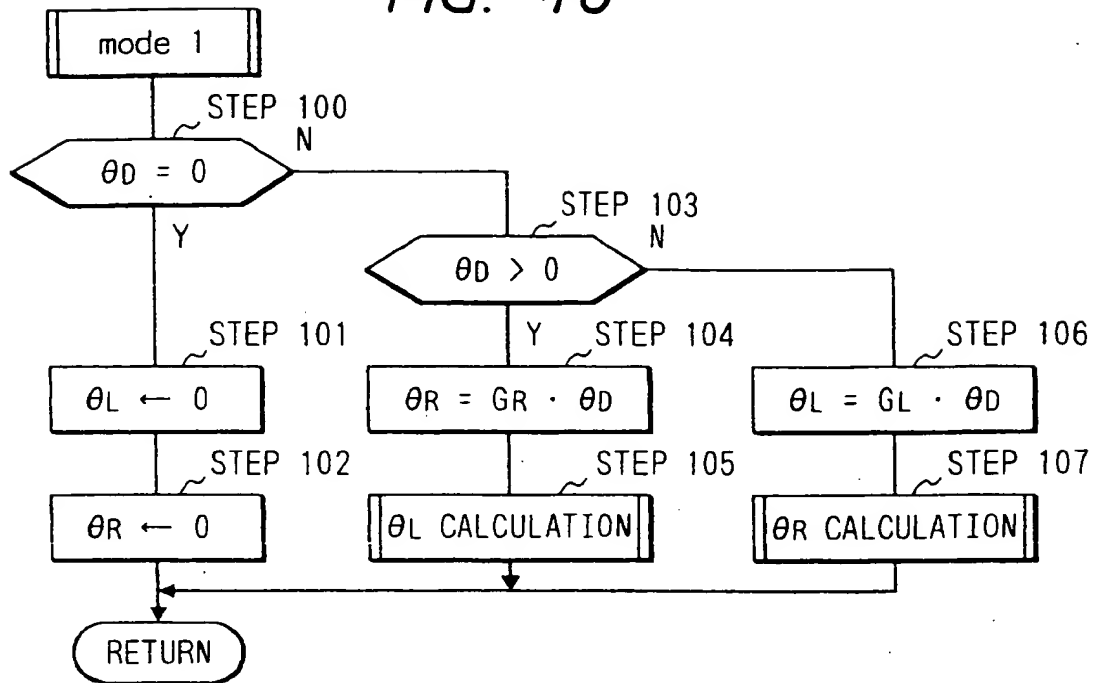 mode 1
STEP 100
N
θD = 0
Y
STEP 103
N
θD > 0
Y
STEP 101
θL ← 0
STEP 104
θR = GR · θD
STEP 106
θL = GL · θD
STEP 102
θR ← 0
STEP 105
θL CALCULATION
STEP 107
θR CALCULATION
RETURN